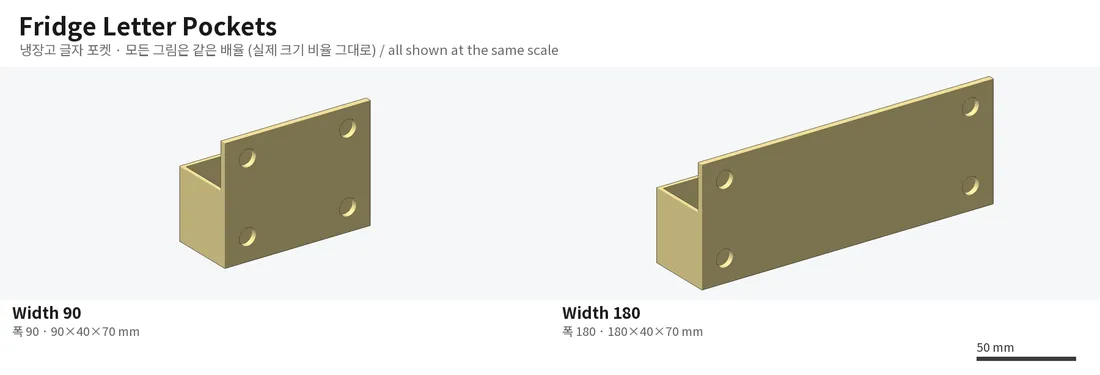 Fridge Letter Pockets
냉장고 글자 포켓 · 모든 그림은 같은 배율 (실제 크기 비율 그대로) / all shown at the same scale
Width 90
폭 90 · 90×40×70 mm
Width 180
폭 180 · 180×40×70 mm
50 mm